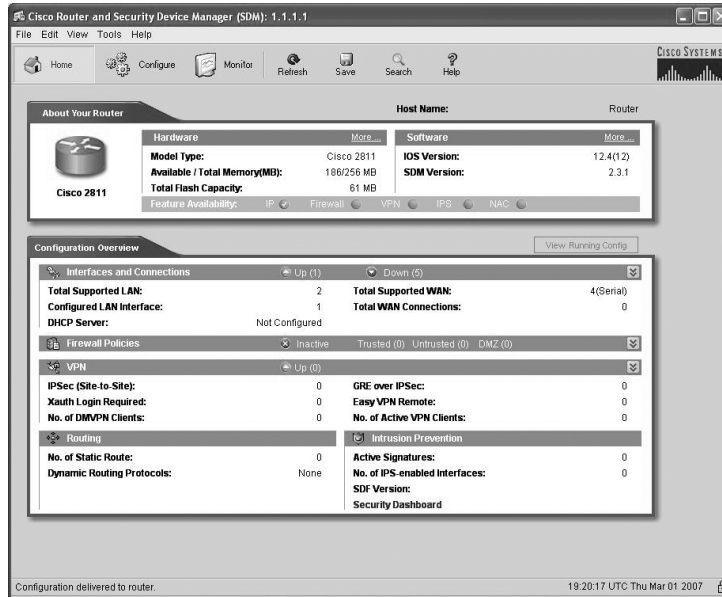 Cisco Router and Security Device Manager (SDM): 1.1.1.1
File Edit View Tools Help
Home Configure Monitor Refresh Save Search Help
CISCO SYSTEMS
About Your Router
Host Name: Router
Cisco 2811
Hardware More ...
Model Type: Cisco 2811
Available / Total Memory(MB): 186/256 MB
Total Flash Capacity: 61 MB
Software More ...
IOS Version: 12.4(12)
SDM Version: 2.3.1
Feature Availability: IP Firewall VPN IPS NAC
Configuration Overview
View Running Config
Interfaces and Connections Up (1) Down (5)
Total Supported LAN: 2 Total Supported WAN: 4(Serial)
Configured LAN Interface: 1 Total WAN Connections: 0
DHCP Server: Not Configured
Firewall Policies Inactive Trusted (0) Untrusted (0) DMZ (0)
VPN Up (0)
IPSec (Site-to-Site): 0 GRE over IPSec: 0
Xauth Login Required: 0 Easy VPN Remote: 0
No. of DMVPN Clients: 0 No. of Active VPN Clients: 0
Routing
No. of Static Route: 0
Dynamic Routing Protocols: None
Intrusion Prevention
Active Signatures: 0
No. of IPS-enabled Interfaces: 0
SDF Version:
Security Dashboard
Configuration delivered to router. 19:20:17 UTC Thu Mar 01 2007